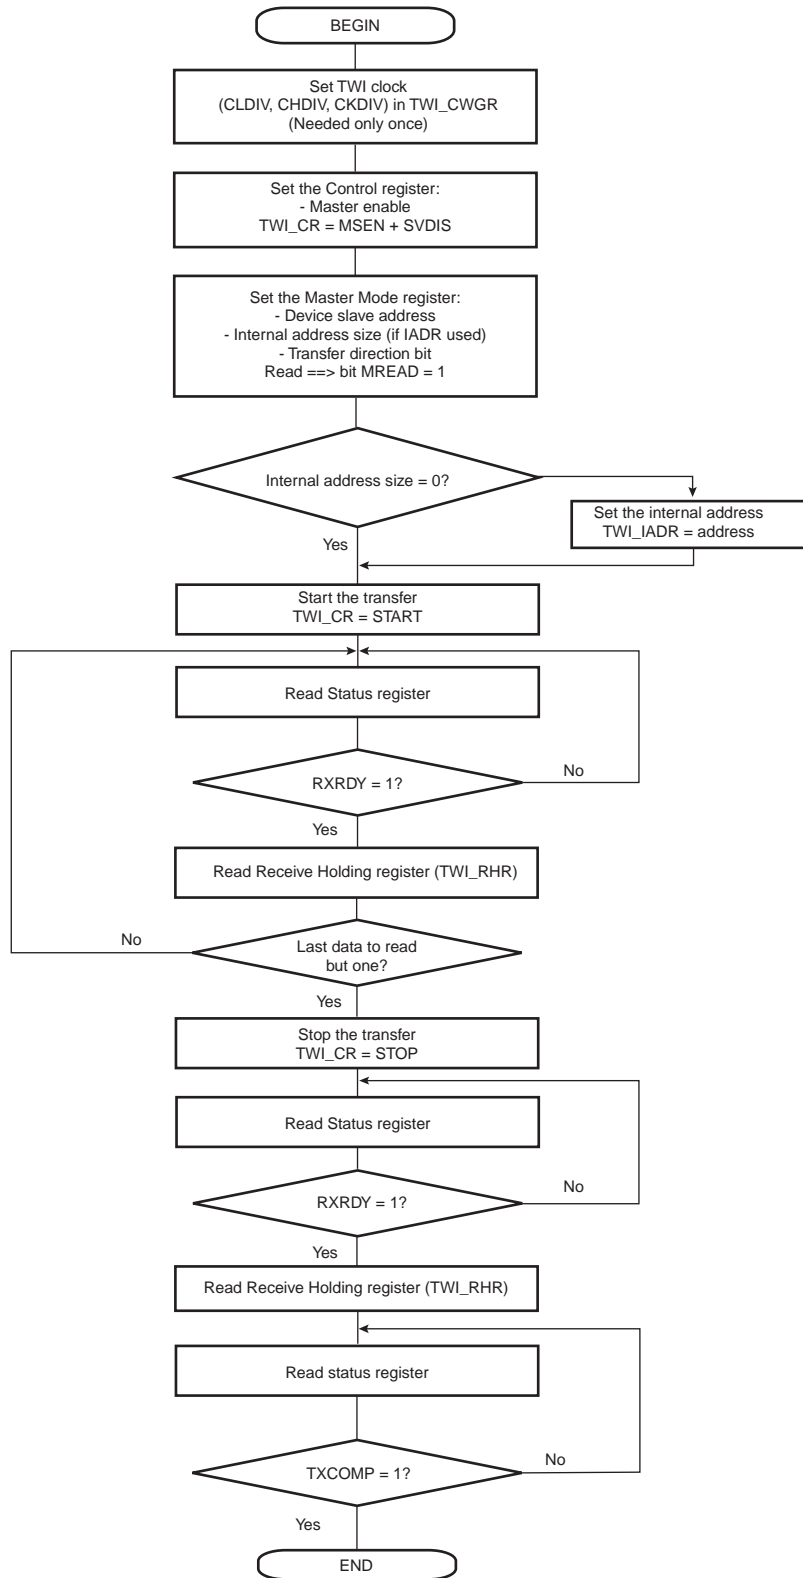 BEGIN
Set TWI clock
(CLDIV, CHDIV, CKDIV) in TWI_CWGR
(Needed only once)
Set the Control register:
- Master enable
TWI_CR = MSEN + SVDIS
Set the Master Mode register:
- Device slave address
- Internal address size (if IADR used)
- Transfer direction bit
Read ==> bit MREAD = 1
Internal address size = 0?
Set the internal address
TWI_IADR = address
Yes
Start the transfer
TWI_CR = START
Read Status register
RXRDY = 1?
No
Yes
Read Receive Holding register (TWI_RHR)
No
Last data to read
but one?
Yes
Stop the transfer
TWI_CR = STOP
Read Status register
RXRDY = 1?
No
Yes
Read Receive Holding register (TWI_RHR)
Read status register
TXCOMP = 1?
No
Yes
END